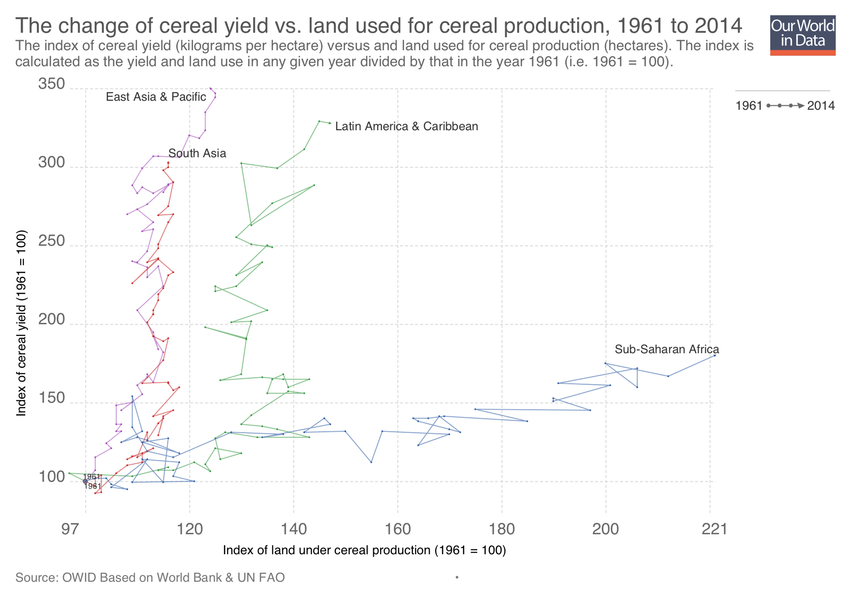 The change of cereal yield vs. land used for cereal production, 1961 to 2014
The index of cereal yield (kilograms per hectare) versus and land used for cereal production (hectares). The index is
calculated as the yield and land use in any given year divided by that in the year 1961 (i.e. 1961 = 100).
Our World
in Data
350
East Asia & Pacific
1961
2014
Latin America & Caribbean
South Asia
300
250
Index of cereal yield (1961 = 100)
200
Sub-Saharan Africa
150
100
1961
1961
97
120
140
160
180
200
221
Index of land under cereal production (1961 = 100)
Source: OWID Based on World Bank & UN FAO